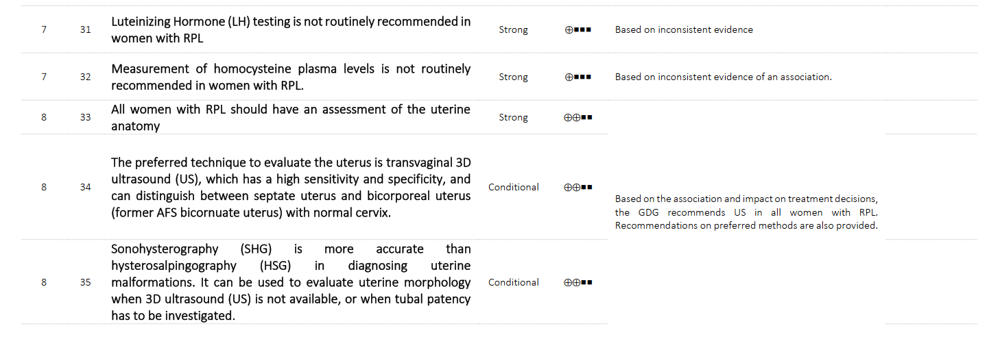 7 31 Luteinizing Hormone (LH) testing is not routinely recommended in
women with RPL Strong ⊕■■■ Based on inconsistent evidence
7 32 Measurement of homocysteine plasma levels is not routinely
recommended in women with RPL. Strong ⊕■■■ Based on inconsistent evidence of an association.
8 33 All women with RPL should have an assessment of the uterine
anatomy Strong ⊕⊕■■
8 34 The preferred technique to evaluate the uterus is transvaginal 3D
ultrasound (US), which has a high sensitivity and specificity, and
can distinguish between septate uterus and bicorporeal uterus
(former AFS bicornuate uterus) with normal cervix. Conditional ⊕⊕■■
Based on the association and impact on treatment decisions,
the GDG recommends US in all women with RPL.
Recommendations on preferred methods are also provided.
8 35 Sonohysterography (SHG) is more accurate than
hysterosalpingography (HSG) in diagnosing uterine
malformations. It can be used to evaluate uterine morphology
when 3D ultrasound (US) is not available, or when tubal patency
has to be investigated. Conditional ⊕⊕■■